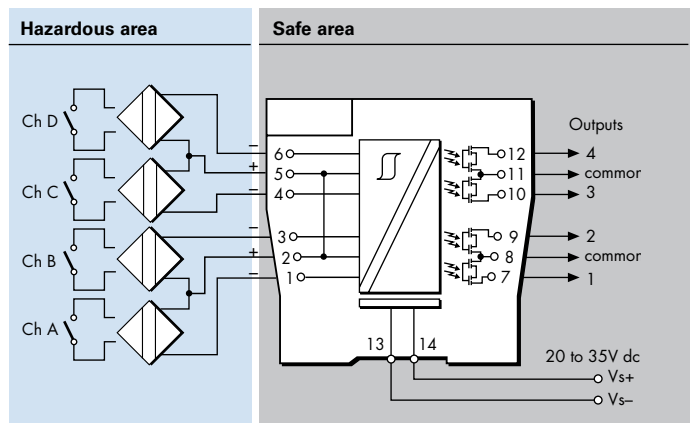 Hazardous area
Safe area
Ch D
Ch C
Ch B
Ch A
Outputs
− 6 12 4
+ 5 11 commor
− 4 10 3
− 3 9 2
+ 2 8 commor
− 1 7 1
13 14
20 to 35V dc
Vs+
Vs–